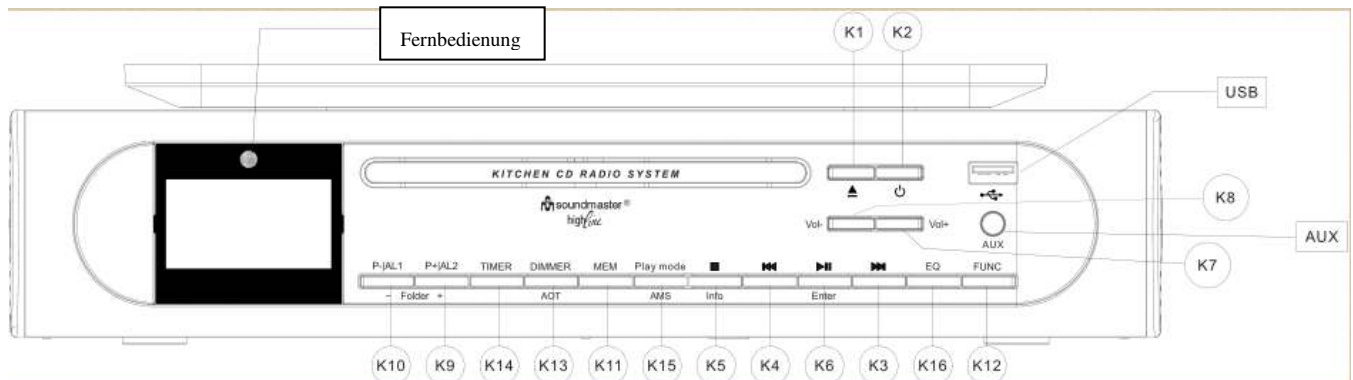 Fernbedienung
K1 K2
USB
KITCHEN CD RADIO SYSTEM
soundmaster®
highline
K8
Vol- Vol+
AUX
AUX
K7
P-|AL1 P+|AL2 TIMER DIMMER MEM Play mode EQ FUNC
– Folder + AOT AMS Info Enter
K10 K9 K14 K13 K11 K15 K5 K4 K6 K3 K16 K12